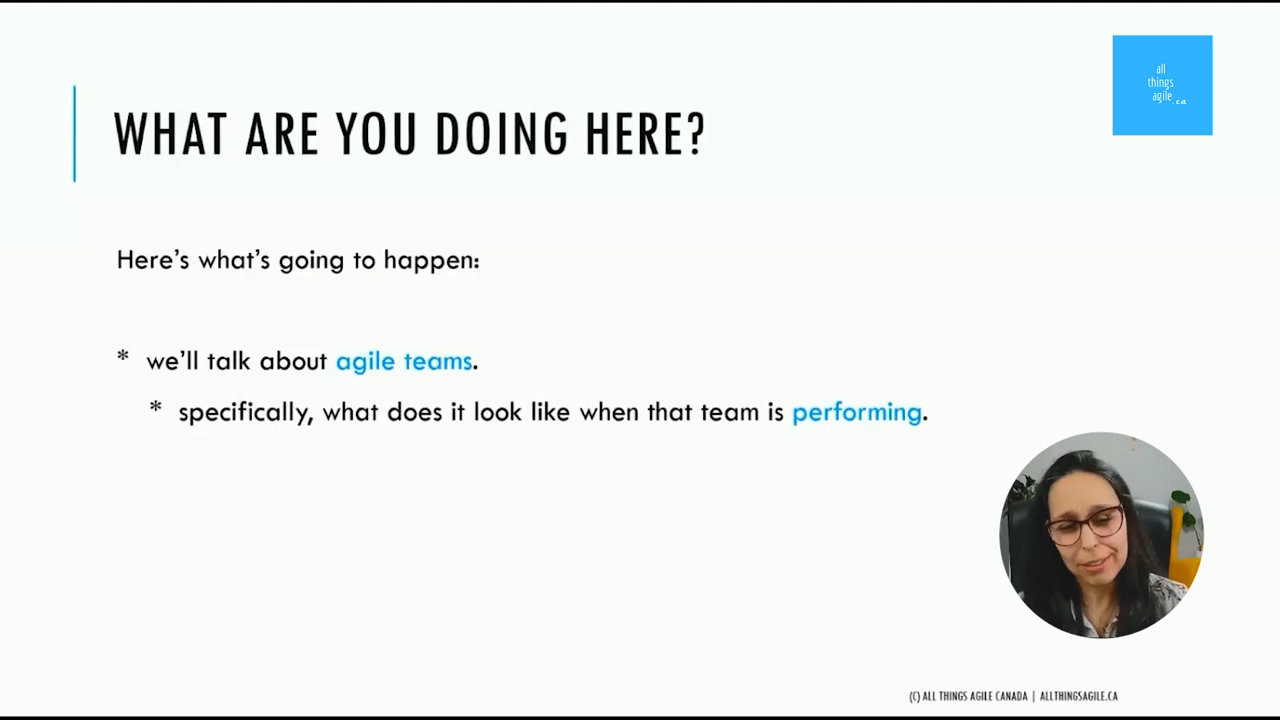 all
things
agile.ca
WHAT ARE YOU DOING HERE?
Here's what's going to happen:
* we'll talk about agile teams.
* specifically, what does it look like when that team is performing.
(C) ALL THINGS AGILE CANADA | ALLTHINGSAGILE.CA